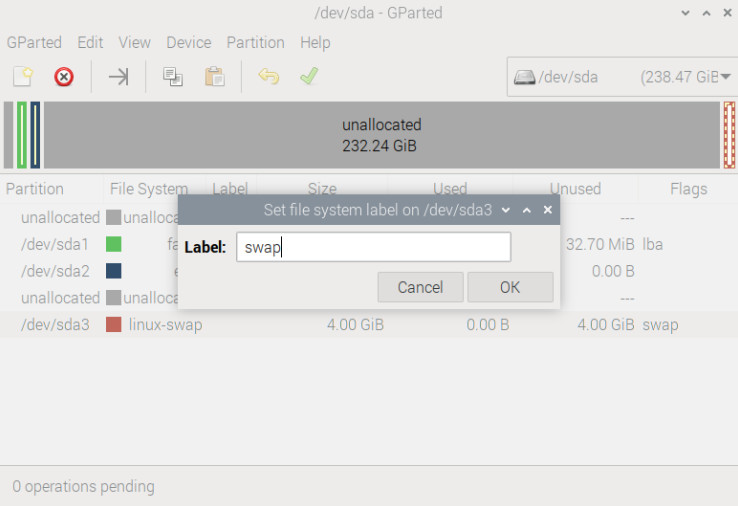 /dev/sda - GParted
GParted Edit View Device Partition Help
/dev/sda (238.47 GiB
unallocated
232.24 GiB
Partition File System Label Size Used Unused Flags
unallocated unalloca ---
/dev/sda1 fa 32.70 MiB lba
/dev/sda2 e 0.00 B
unallocated unalloca ---
/dev/sda3 linux-swap 4.00 GiB 0.00 B 4.00 GiB swap
Set file system label on /dev/sda3
Label: swap
Cancel OK
0 operations pending